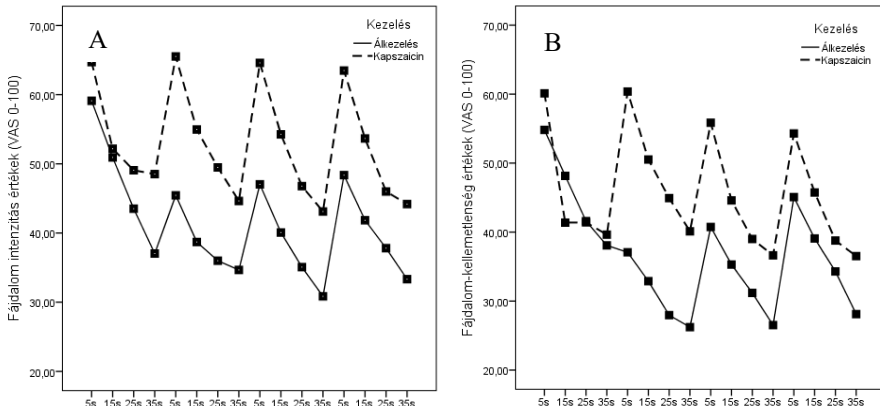 A
Kezelés
Álkezelés
Kapszaicin
Fájdalom intenzitás értékek (VAS 0-100)
70,00
60,00
50,00
40,00
30,00
20,00
5s 15s 25s 35s 5s 15s 25s 35s 5s 15s 25s 35s 5s 15s 25s 35s
B
Kezelés
Álkezelés
Kapszaicin
Fájdalom-kellemetlenség értékek (VAS 0-100)
70,00
60,00
50,00
40,00
30,00
20,00
5s 15s 25s 35s 5s 15s 25s 35s 5s 15s 25s 35s 5s 15s 25s 35s